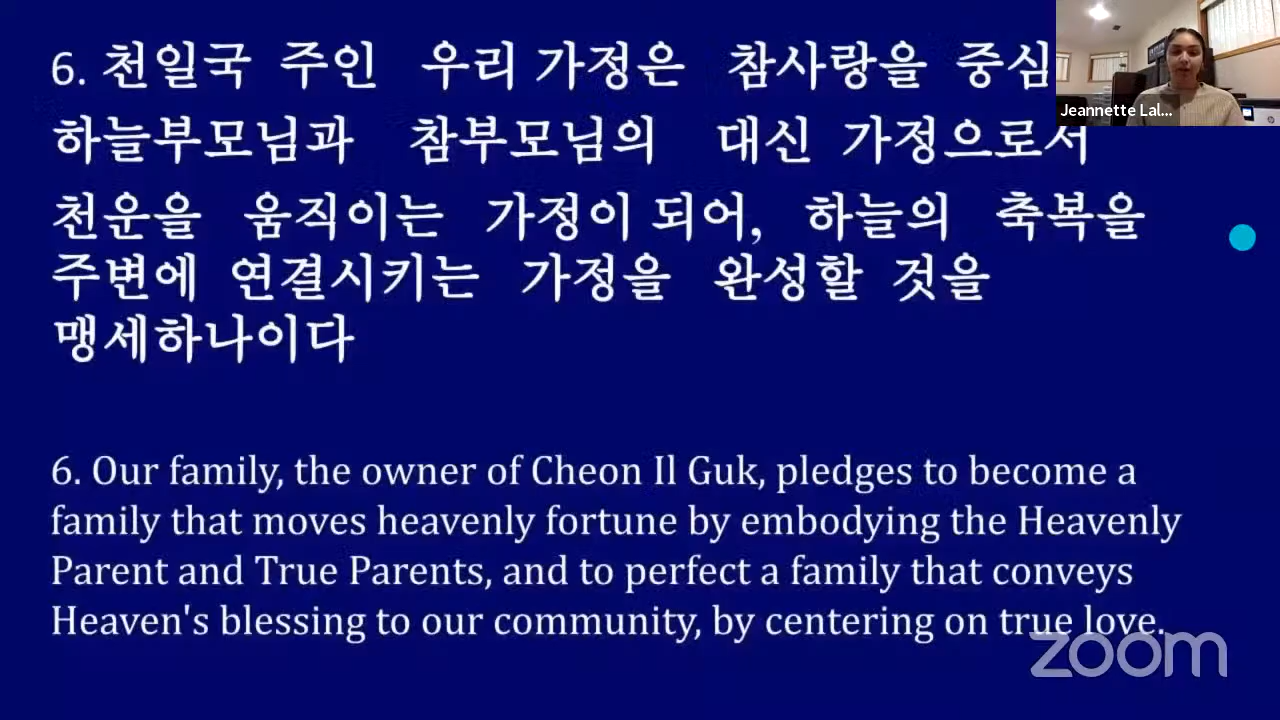 6. 천일국 주인 우리 가정은 참사랑을 중심
하늘부모님과 참부모님의 대신 가정으로서
천운을 움직이는 가정이 되어, 하늘의 축복을
주변에 연결시키는 가정을 완성할 것을
맹세하나이다
6. Our family, the owner of Cheon Il Guk, pledges to become a
family that moves heavenly fortune by embodying the Heavenly
Parent and True Parents, and to perfect a family that conveys
Heaven's blessing to our community, by centering on true love.
Jeannette Lal...
zoom